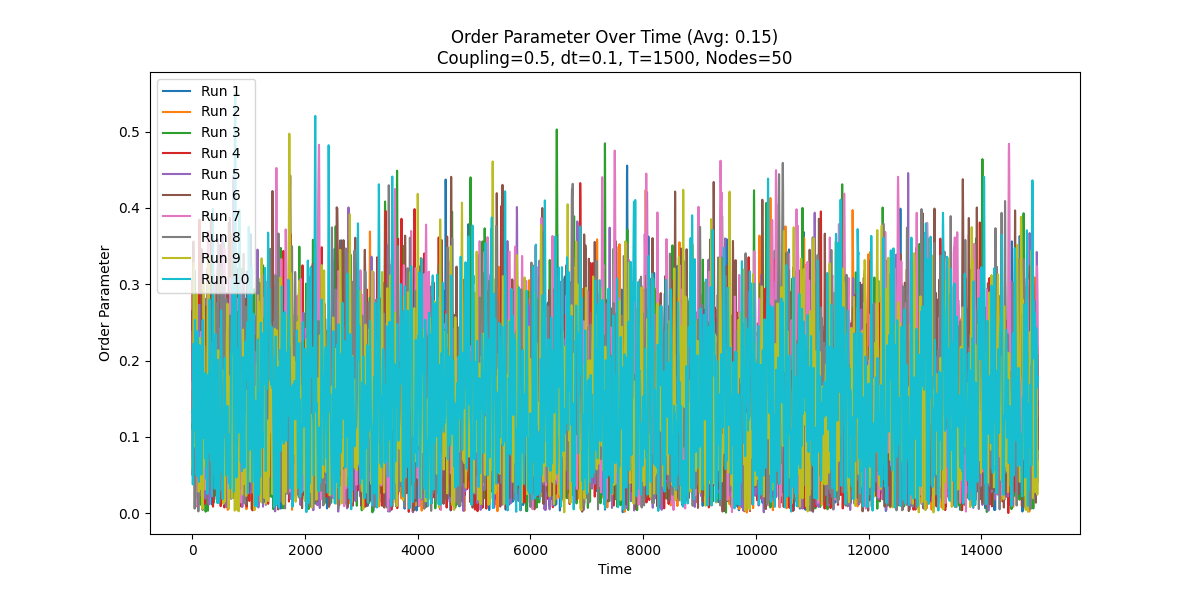 Order Parameter Over Time (Avg: 0.15)
Coupling=0.5, dt=0.1, T=1500, Nodes=50
Run 1
Run 2
Run 3
Run 4
Run 5
Run 6
Run 7
Run 8
Run 9
Run 10
Order Parameter
0.5
0.4
0.3
0.2
0.1
0.0
0
2000
4000
6000
8000
10000
12000
14000
Time